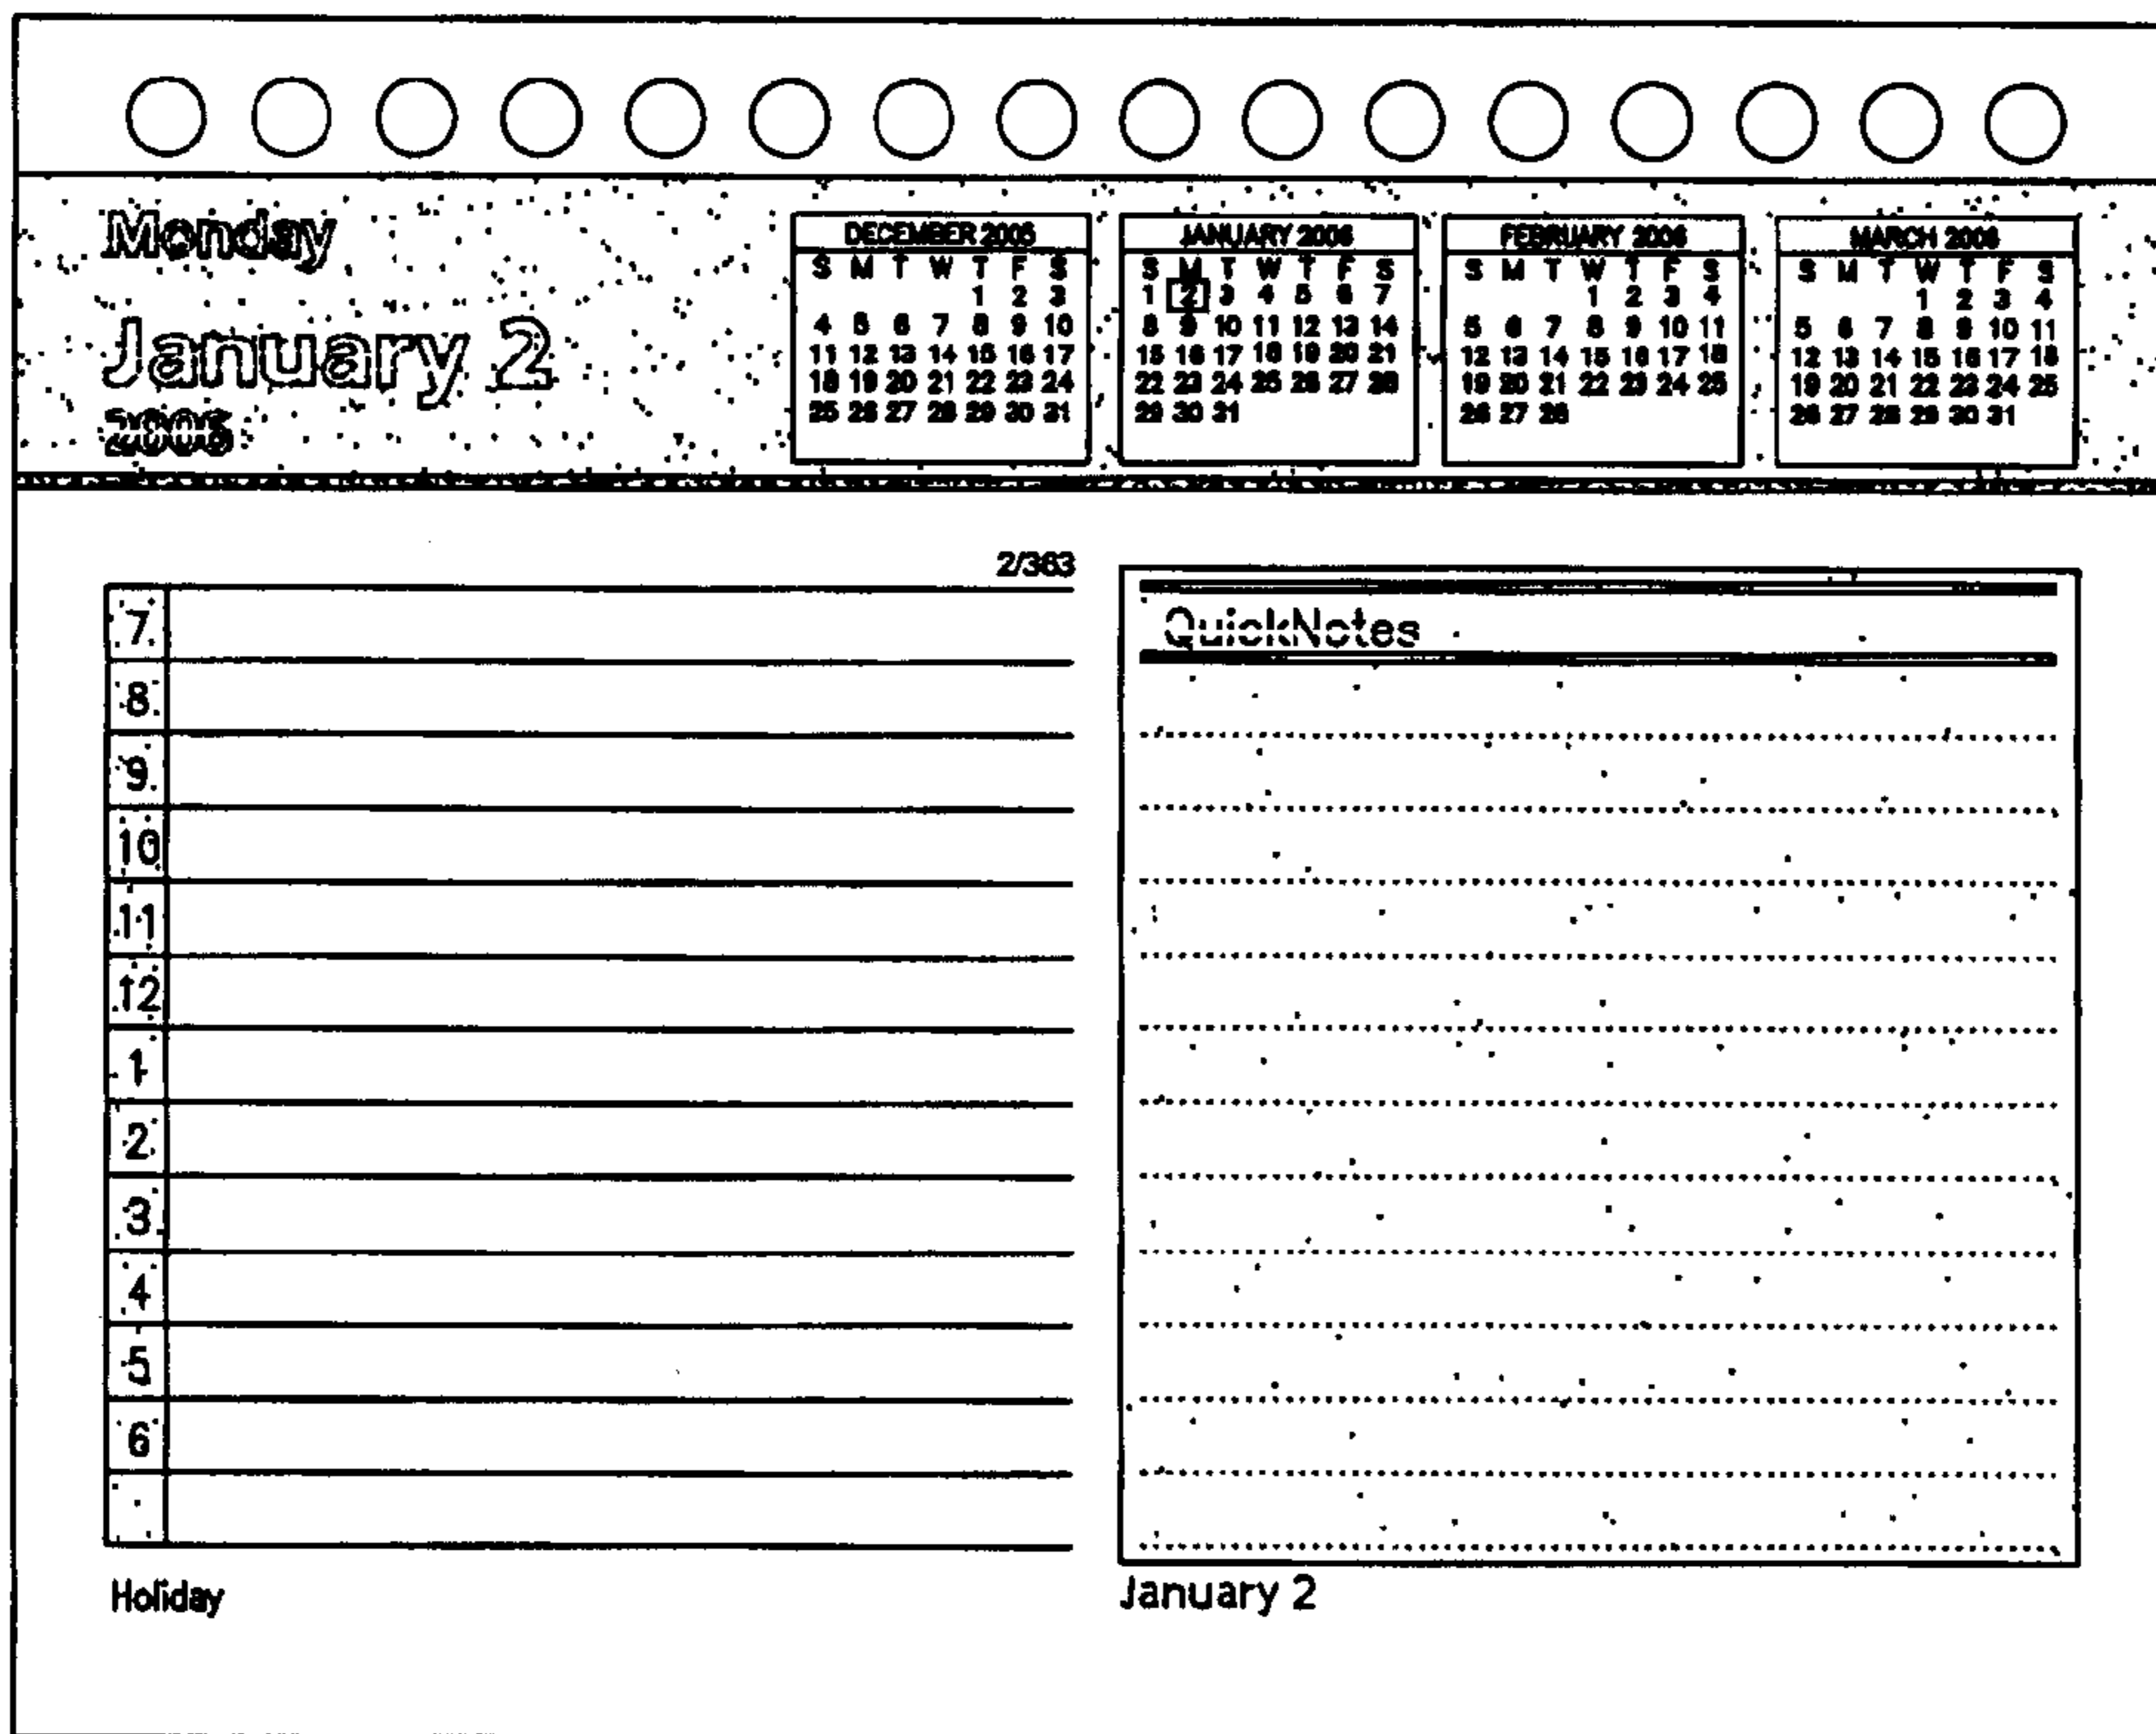 Monday
January 2
2006
DECEMBER 2005
S M T W T F S
1 2 3
4 5 6 7 8 9 10
11 12 13 14 15 16 17
18 19 20 21 22 23 24
25 26 27 28 29 30 31
JANUARY 2006
S M T W T F S
1 2 3 4 5 6 7
8 9 10 11 12 13 14
15 16 17 18 19 20 21
22 23 24 25 26 27 28
29 30 31
FEBRUARY 2006
S M T W T F S
1 2 3 4
5 6 7 8 9 10 11
12 13 14 15 16 17 18
19 20 21 22 23 24 25
26 27 28
MARCH 2006
S M T W T F S
1 2 3 4
5 6 7 8 9 10 11
12 13 14 15 16 17 18
19 20 21 22 23 24 25
26 27 28 29 30 31
2/363
7
8
9
10
11
12
1
2
3
4
5
6
Holiday
QuickNotes
January 2